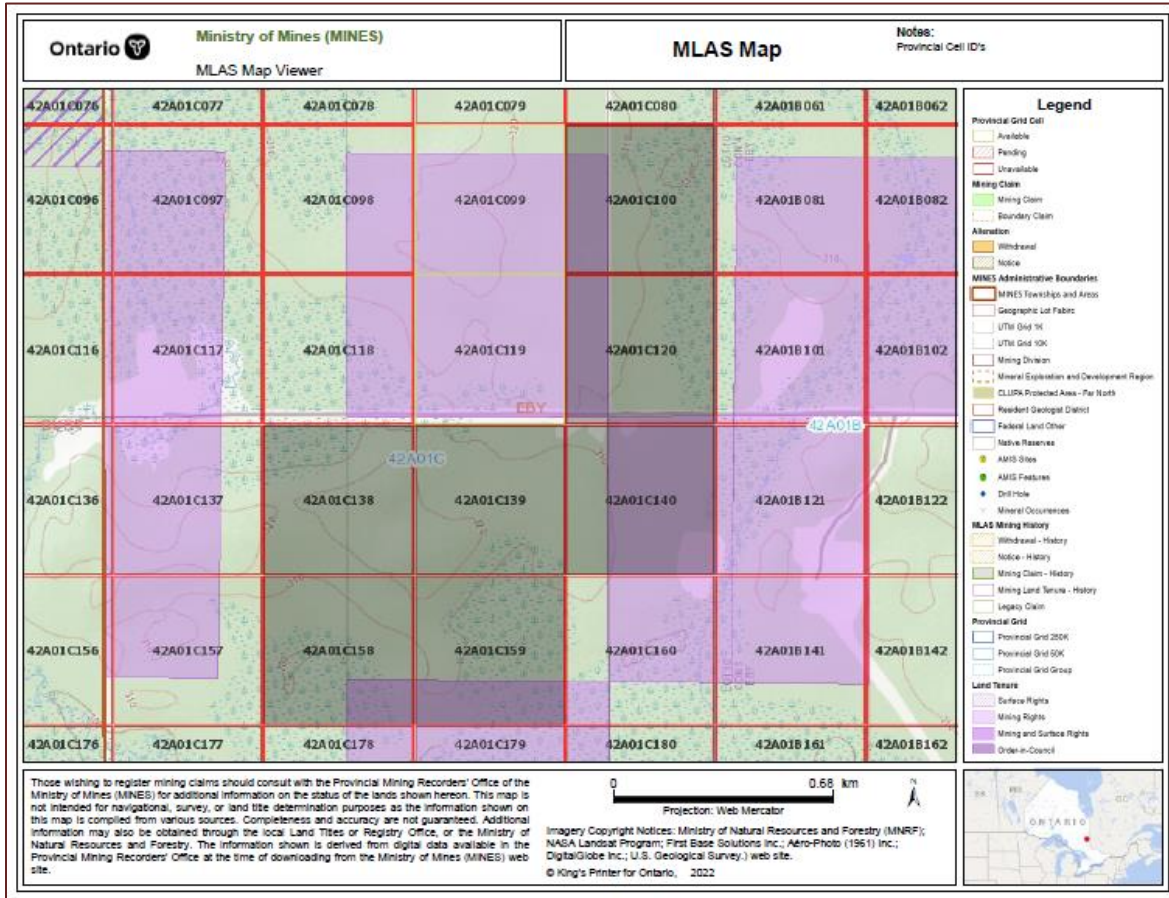 Ontario
Ministry of Mines (MINES)
MLAS Map Viewer
MLAS Map
Notes:
Provincial Cell ID's
42A01C076 42A01C077 42A01C078 42A01C079 42A01C080 42A01B061 42A01B062
42A01C096 42A01C097 42A01C098 42A01C099 42A01C100 42A01B081 42A01B082
42A01C116 42A01C117 42A01C118 42A01C119 42A01C120 42A01B101 42A01B102
EBY
42A01B
42A01C
42A01C136 42A01C137 42A01C138 42A01C139 42A01C140 42A01B121 42A01B122
42A01C156 42A01C157 42A01C158 42A01C159 42A01C160 42A01B141 42A01B142
42A01C176 42A01C177 42A01C178 42A01C179 42A01C180 42A01B161 42A01B162
Legend
Provincial Grid Cell
Available
Pending
Unavailable
Mining Claim
Mining Claim
Boundary Claim
Alienation
Withdrawal
Notice
MINES Administrative Boundaries
MINES Townships and Areas
Geographic Lot Fabric
UTM Grid 1K
UTM Grid 10K
Mining Division
Mineral Exploration and Development Region
CLUPA Protected Area - Far North
Resident Geologist District
Federal Land Other
Native Reserves
AMIS Sites
AMIS Features
Drill Hole
Mineral Occurrences
MLAS Mining History
Withdrawal - History
Notice - History
Mining Claim - History
Mining Land Tenure - History
Legacy Claim
Provincial Grid
Provincial Grid 250K
Provincial Grid 50K
Provincial Grid Group
Land Tenure
Surface Rights
Mining Rights
Mining and Surface Rights
Order-in-Council
Those wishing to register mining claims should consult with the Provincial Mining Recorders' Office of the
Ministry of Mines (MINES) for additional information on the status of the lands shown hereon. This map is
not intended for navigational, survey, or land title determination purposes as the information shown on
this map is compiled from various sources. Completeness and accuracy are not guaranteed. Additional
information may also be obtained through the local Land Titles or Registry Office, or the Ministry of
Natural Resources and Forestry. The information shown is derived from digital data available in the
Provincial Mining Recorders' Office at the time of downloading from the Ministry of Mines (MINES) web
site.
0 0.68 km
Projection: Web Mercator
N
Imagery Copyright Notices: Ministry of Natural Resources and Forestry (MNRF);
NASA Landsat Program; First Base Solutions Inc.; Aéro-Photo (1961) Inc.;
DigitalGlobe Inc.; U.S. Geological Survey.) web site.
© King's Printer for Ontario, 2022
ONTARIO